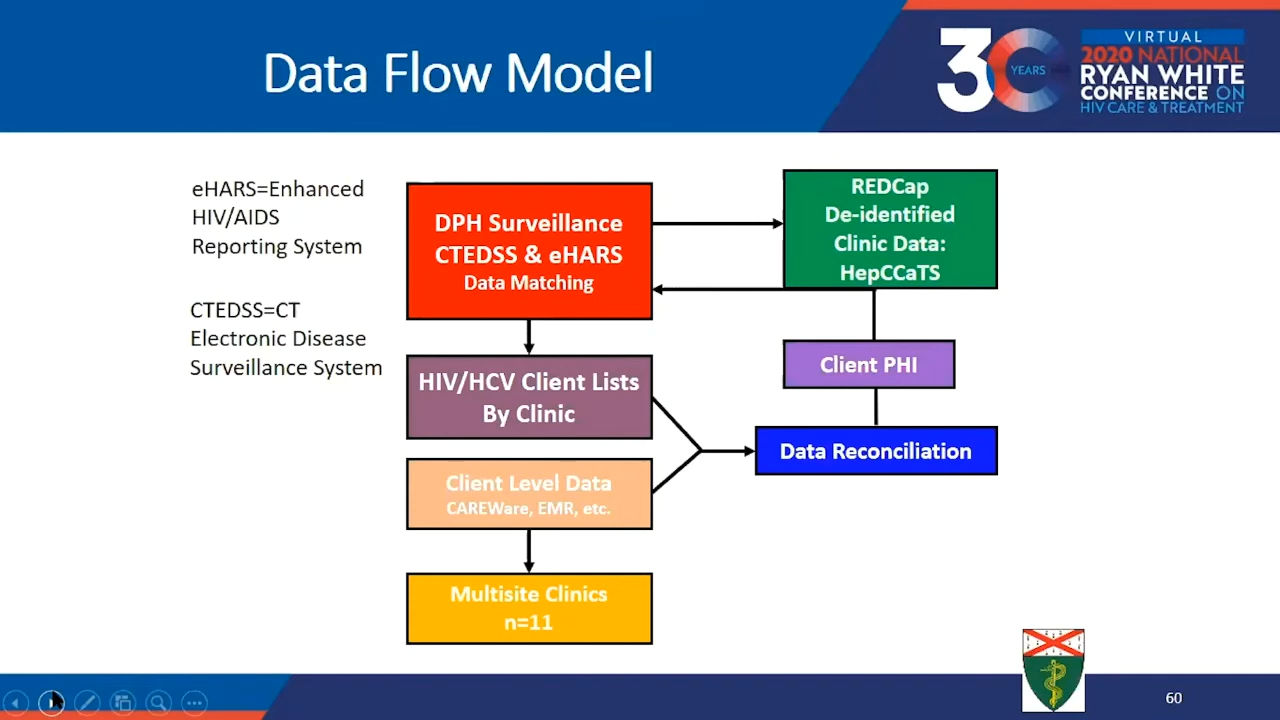 Data Flow Model
30
YEARS
VIRTUAL
2020 NATIONAL
RYAN WHITE
CONFERENCE ON
HIV CARE & TREATMENT
eHARS=Enhanced
HIV/AIDS
Reporting System
CTEDSS=CT
Electronic Disease
Surveillance System
DPH Surveillance
CTEDSS & eHARS
Data Matching
REDCap
De-identified
Clinic Data:
HepCCaTS
HIV/HCV Client Lists
By Clinic
Client PHI
Client Level Data
CAREWare, EMR, etc.
Data Reconciliation
Multisite Clinics
n=11
60